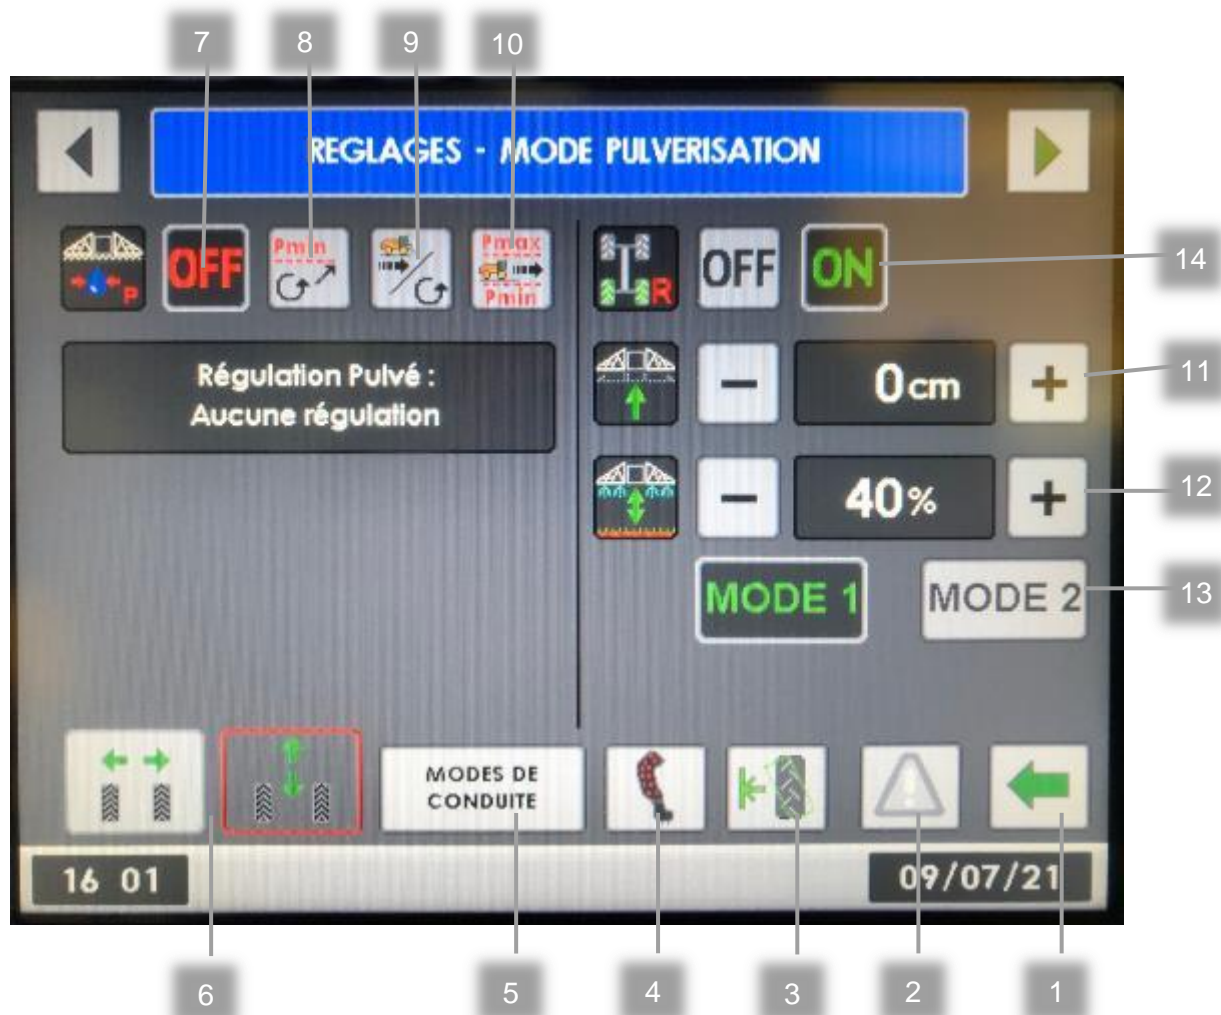 7 8 9 10
REGLAGES - MODE PULVERISATION
P OFF Pmin Pmax Pmin R OFF ON 14
Régulation Pulvé :
Aucune régulation
- 0 cm + 11
- 40% + 12
MODE 1 MODE 2 13
MODES DE
CONDUITE
16 01 09/07/21
6 5 4 3 2 1